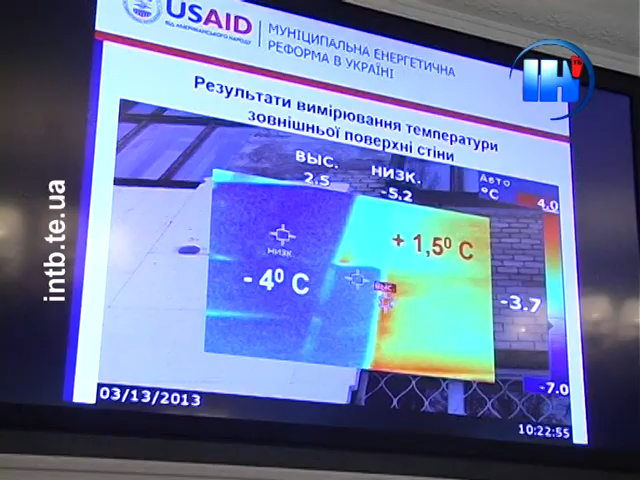 USAID
ВІД АМЕРИКАНСЬКОГО НАРОДУ
МУНІЦИПАЛЬНА ЕНЕРГЕТИЧНА
РЕФОРМА В УКРАЇНІ
ІНТБ
Результати вимірювання температури
зовнішньої поверхні стіни
ВЫС.
2.5
НИЗК.
-5.2
Авто
°C
4.0
НИЗК
- 4⁰ C
+ 1,5⁰ C
ВЫС
-3.7
-7.0
03/13/2013
10:22:55
intb.te.ua